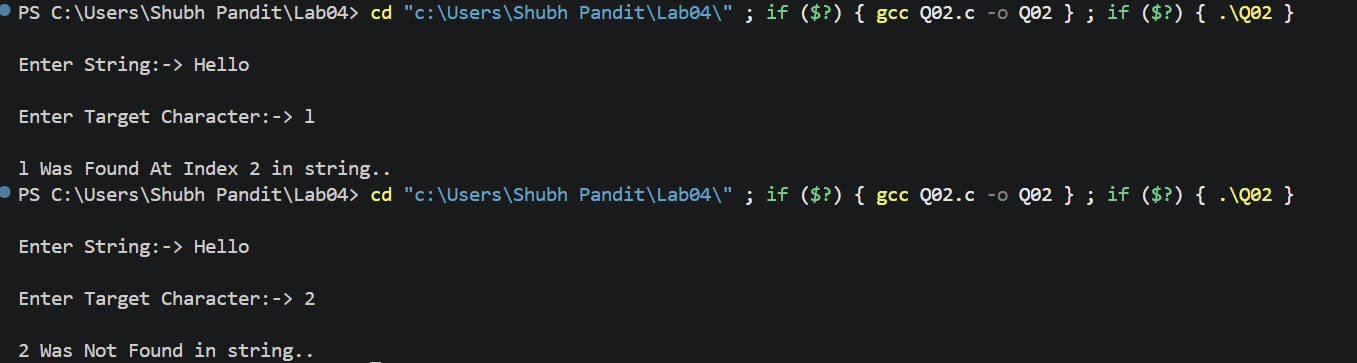 PS C:\Users\Shubh Pandit\Lab04> cd "c:\Users\Shubh Pandit\Lab04\" ; if ($?) { gcc Q02.c -o Q02 } ; if ($?) { .\Q02 }
Enter String:-> Hello
Enter Target Character:-> l
l Was Found At Index 2 in string..
PS C:\Users\Shubh Pandit\Lab04> cd "c:\Users\Shubh Pandit\Lab04\" ; if ($?) { gcc Q02.c -o Q02 } ; if ($?) { .\Q02 }
Enter String:-> Hello
Enter Target Character:-> 2
2 Was Not Found in string..